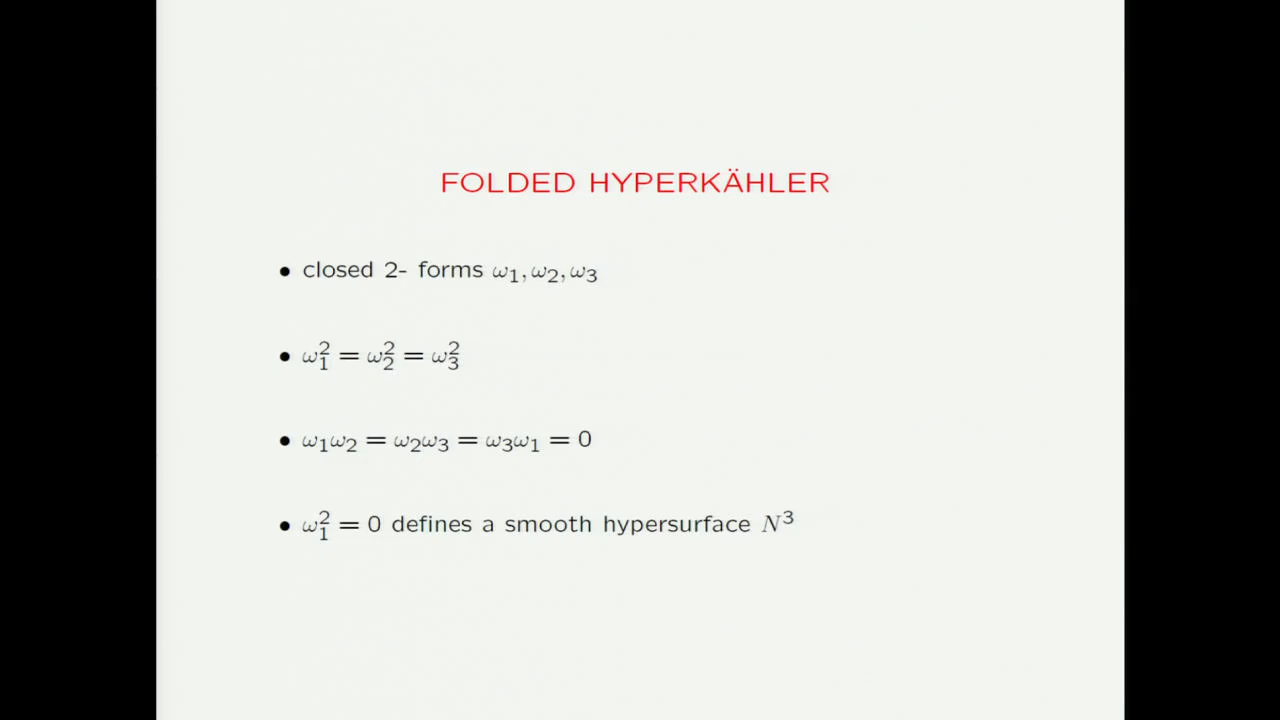 FOLDED HYPERKÄHLER
• closed 2- forms ω₁, ω₂, ω₃
• ω₁² = ω₂² = ω₃²
• ω₁ω₂ = ω₂ω₃ = ω₃ω₁ = 0
• ω₁² = 0 defines a smooth hypersurface N³